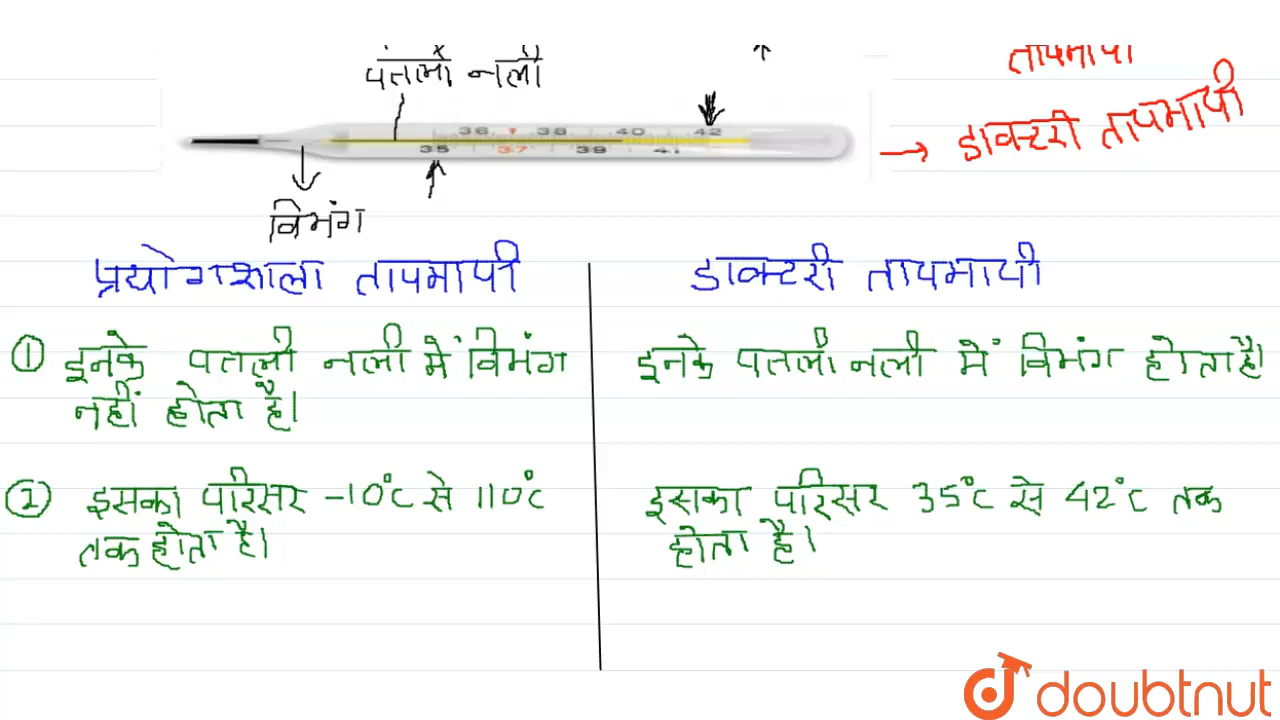 पतली नली
तापमापी
→ डाक्टरी तापमापी
36 38 40 42
35 37 39 41
विभंग
प्रयोगशाला तापमापी
डाक्टरी तापमापी
① इनके पतली नली में विभंग
नहीं होता है।
इनके पतली नली में विभंग होता है।
② इसका परिसर -10°C से 110°C
तक होता है।
इसका परिसर 35°C से 42°C तक
होता है।
doubtnut